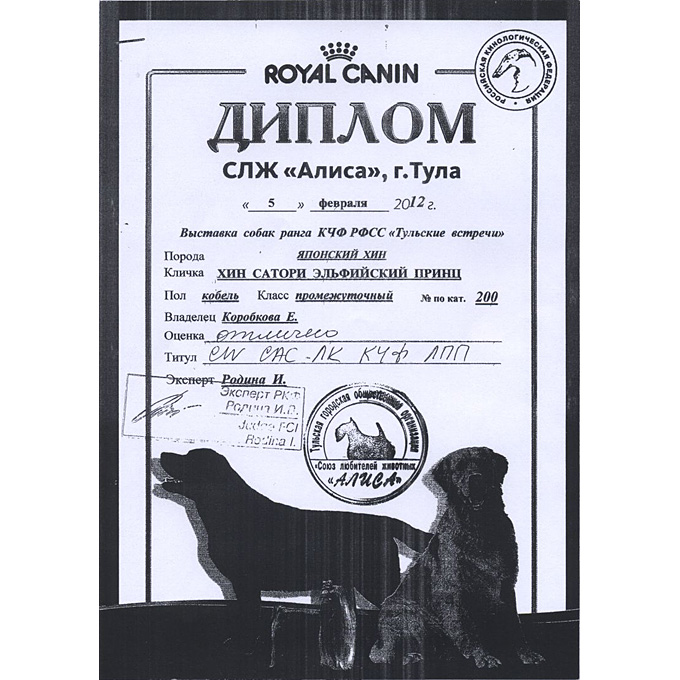 ROYAL CANIN
РОССИЙСКАЯ КИНОЛОГИЧЕСКАЯ ФЕДЕРАЦИЯ
ДИПЛОМ
СЛЖ «Алиса», г.Тула
« 5 » февраля 2012 г.
Выставка собак ранга КЧФ РФСС «Тульские встречи»
Порода ЯПОНСКИЙ ХИН
Кличка ХИН САТОРИ ЭЛЬФИЙСКИЙ ПРИНЦ
Пол кобель Класс промежуточный № по кат. 200
Владелец Коробкова Е.
Оценка отлично
Титул CW CAC-ЛК КЧФ ЛПП
Эксперт Родина И.
Эксперт РКФ
Родина И.О.
Judge FCI
Rodina I.
Тульская городская общественная организация
«Союз любителей животных
«АЛИСА»